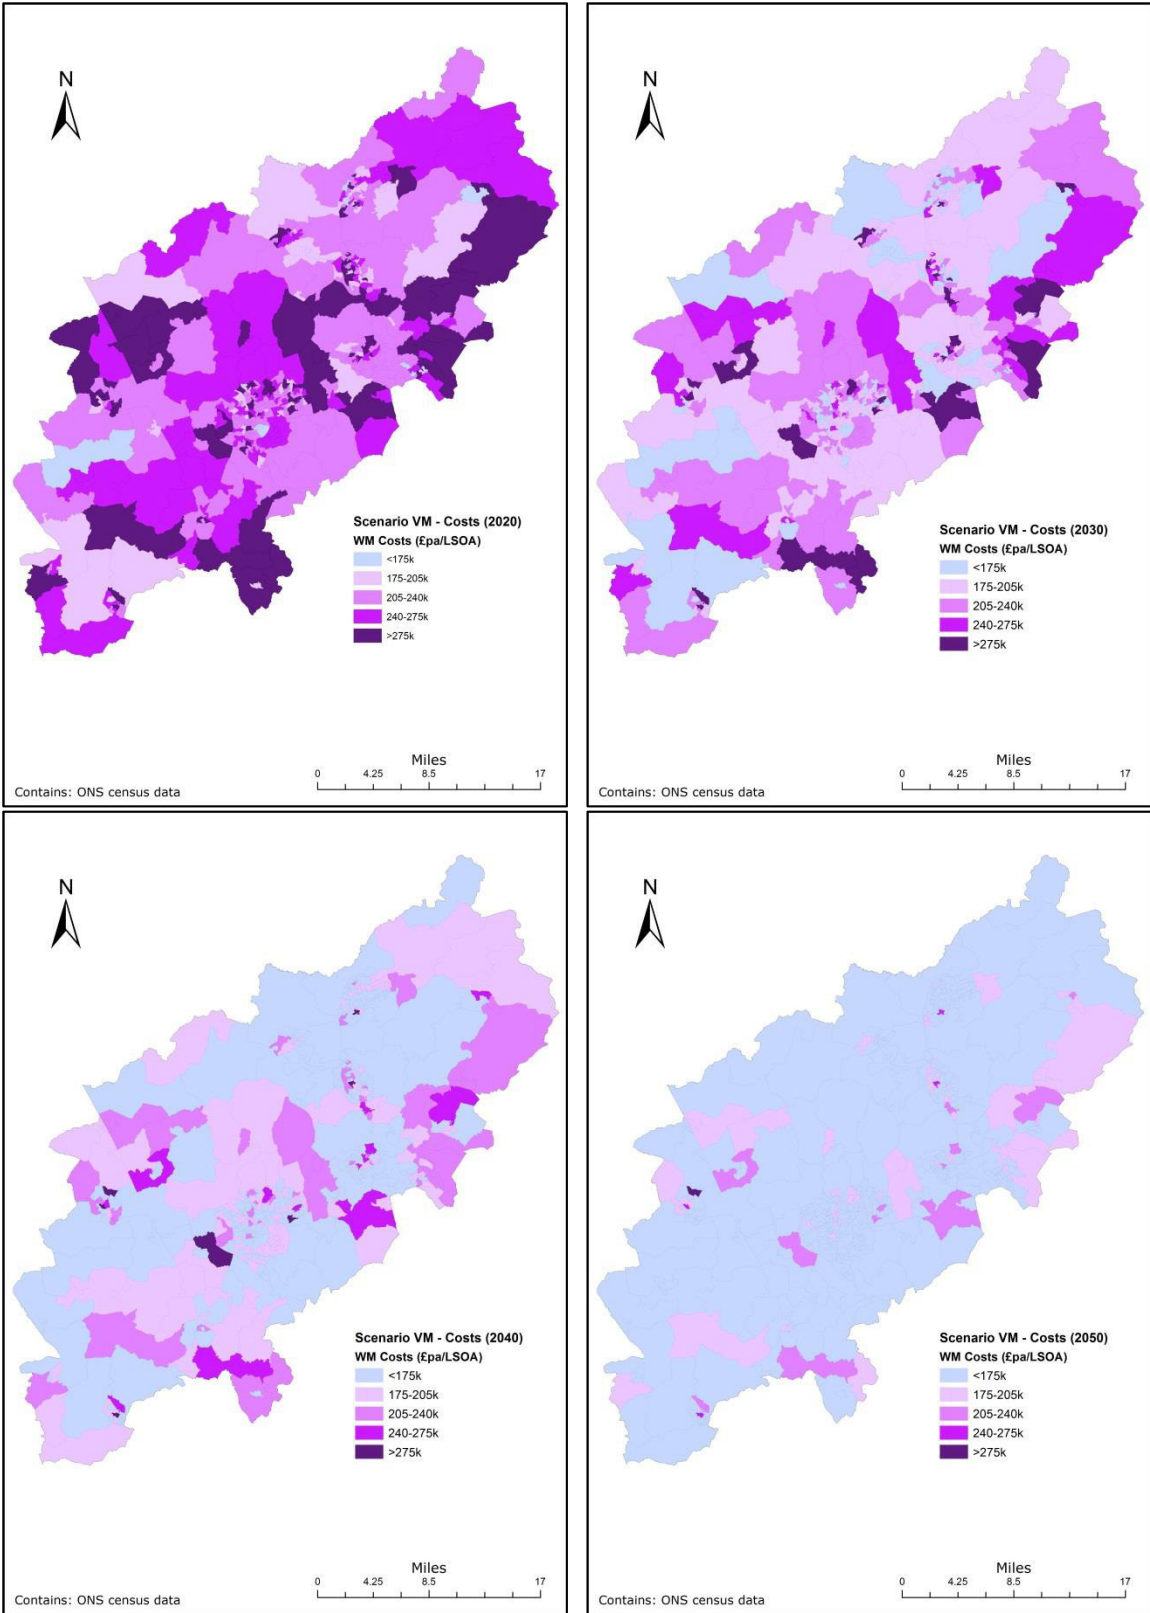 N
Scenario VM - Costs (2020)
WM Costs (£pa/LSOA)
<175k
175-205k
205-240k
240-275k
>275k
Miles
0 4.25 8.5 17
Contains: ONS census data
N
Scenario VM - Costs (2030)
WM Costs (£pa/LSOA)
<175k
175-205k
205-240k
240-275k
>275k
Miles
0 4.25 8.5 17
Contains: ONS census data
N
Scenario VM - Costs (2040)
WM Costs (£pa/LSOA)
<175k
175-205k
205-240k
240-275k
>275k
Miles
0 4.25 8.5 17
Contains: ONS census data
N
Scenario VM - Costs (2050)
WM Costs (£pa/LSOA)
<175k
175-205k
205-240k
240-275k
>275k
Miles
0 4.25 8.5 17
Contains: ONS census data